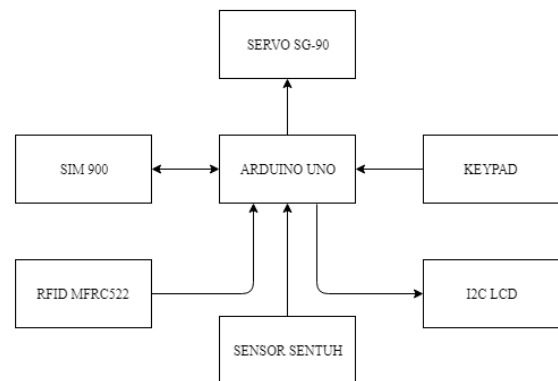 SERVO SG-90
SIM 900
ARDUINO UNO
KEYPAD
RFID MFRC522
I2C LCD
SENSOR SENTUH